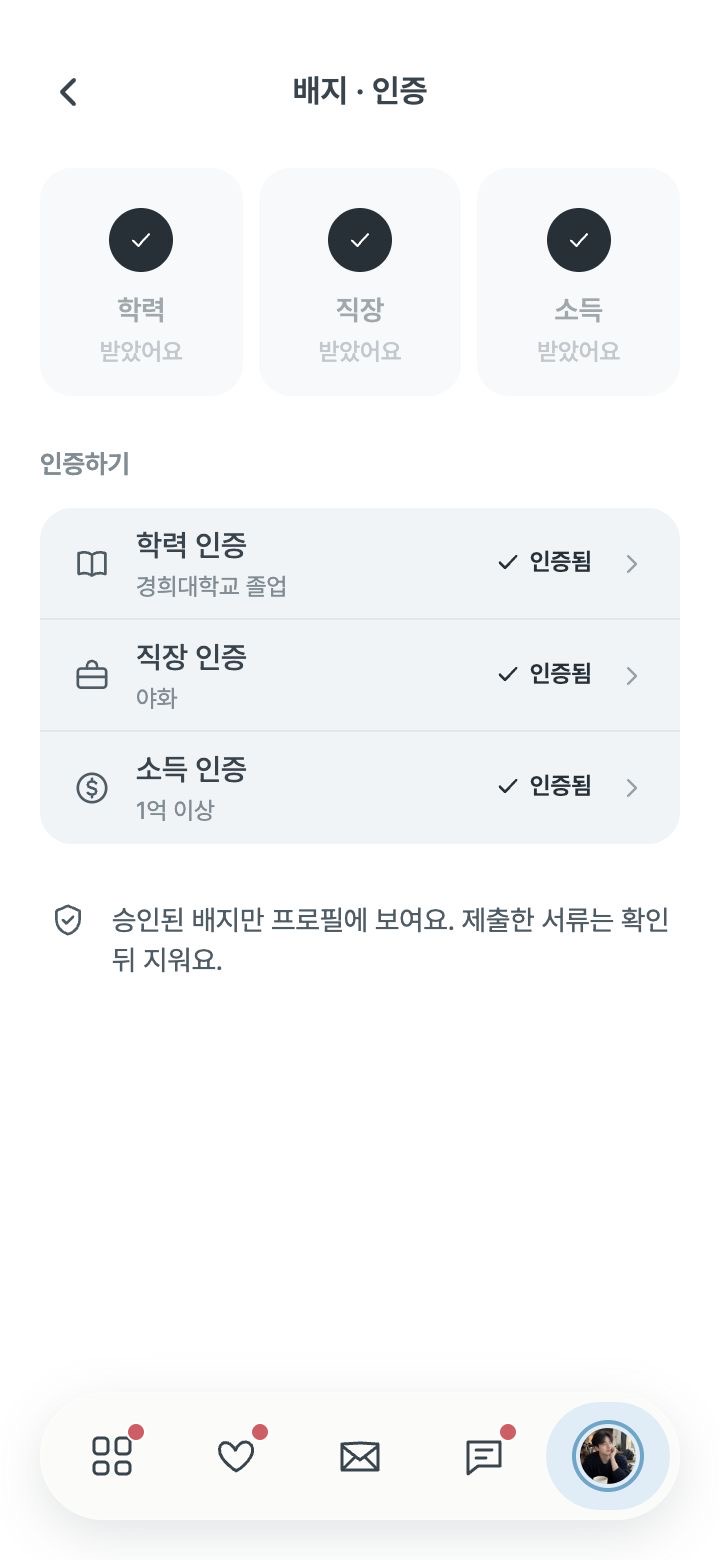 배지 · 인증
학력
받았어요
직장
받았어요
소득
받았어요
인증하기
학력 인증
경희대학교 졸업
인증됨
직장 인증
야화
인증됨
소득 인증
1억 이상
인증됨
승인된 배지만 프로필에 보여요. 제출한 서류는 확인
뒤 지워요.